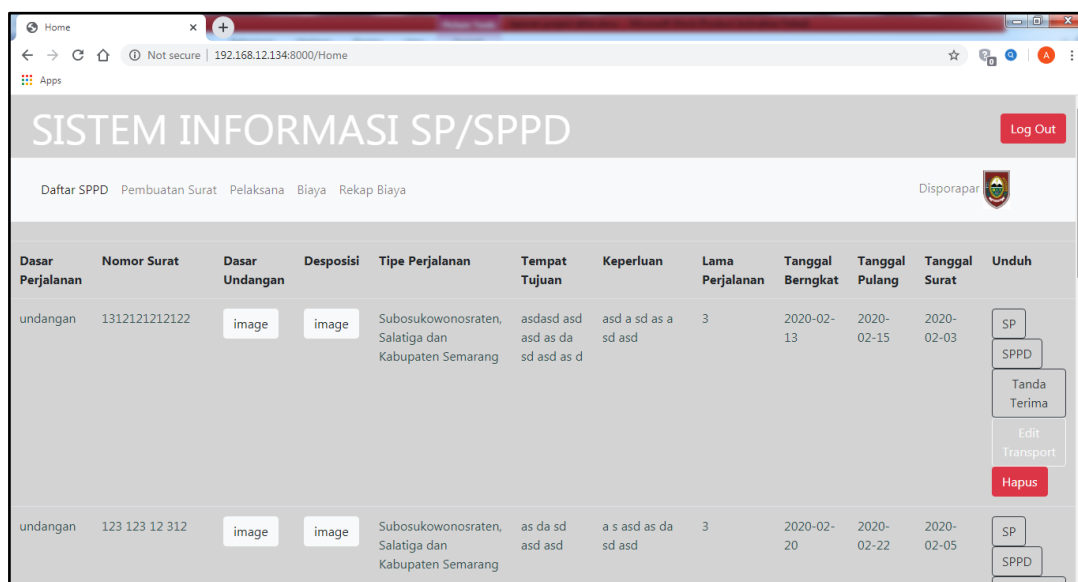 Home
Not secure | 192.168.12.134:8000/Home
0
A
Apps
SISTEM INFORMASI SP/SPPD
Log Out
Daftar SPPD Pembuatan Surat Pelaksana Biaya Rekap Biaya
Disporapar
Dasar Perjalanan Nomor Surat Dasar Undangan Desposisi Tipe Perjalanan Tempat Tujuan Keperluan Lama Perjalanan Tanggal Berngkat Tanggal Pulang Tanggal Surat Unduh
undangan 1312121212122 image image Subosukowonosraten, asdasd asd asd a sd as a 3 2020-02- 2020- 2020- SP
Salatiga dan asd as da sd asd 13 02-15 02-03
Kabupaten Semarang sd asd as d SPPD
Tanda
Terima
Edit
Transport
Hapus
undangan 123 123 12 312 image image Subosukowonosraten, as da sd a s asd as da 3 2020-02- 2020- 2020- SP
Salatiga dan asd asd sd asd 20 02-22 02-05
Kabupaten Semarang SPPD